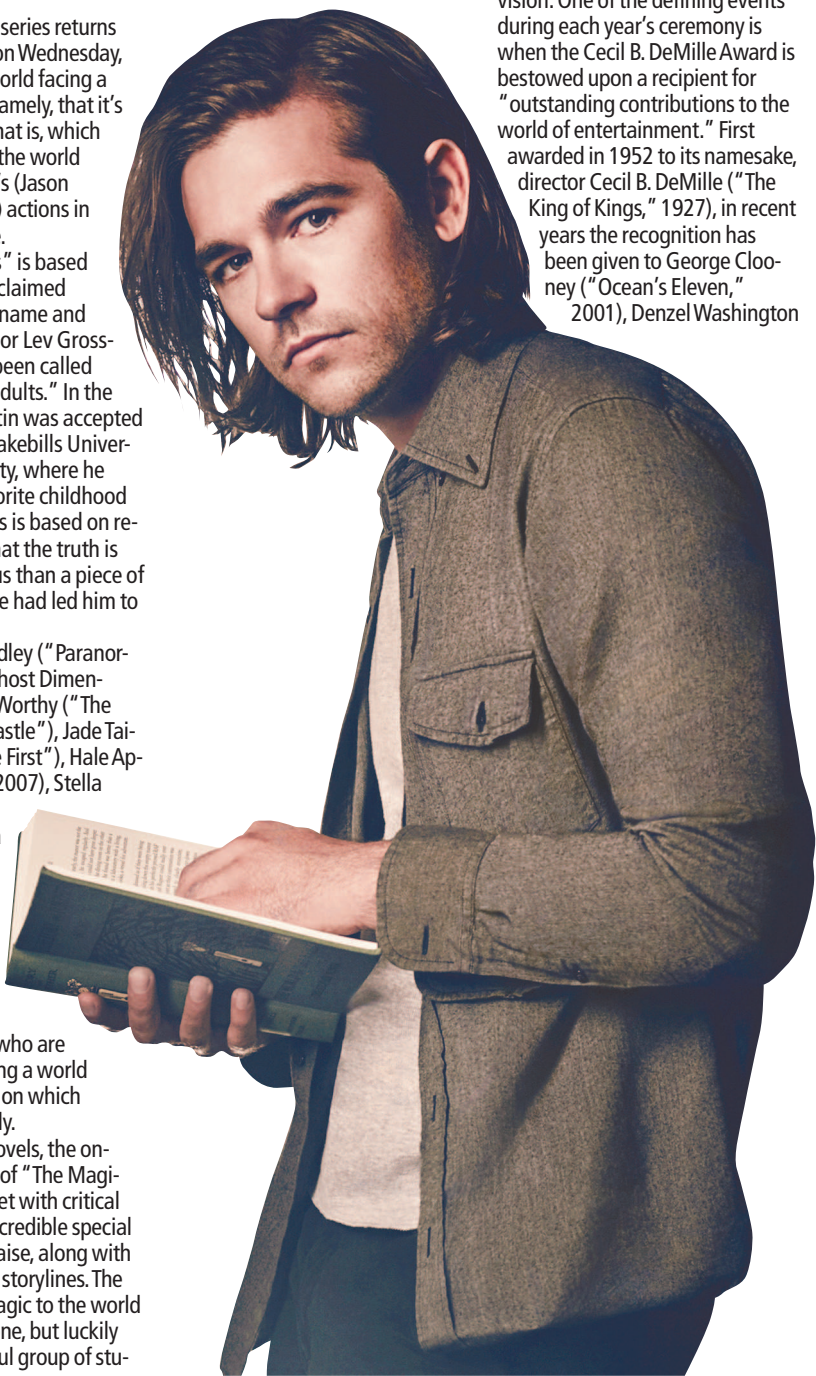 series returns
on Wednesday,
orld facing a
amely, that it's
hat is, which
the world
's (Jason
) actions in
e.
s" is based
claimed
name and
or Lev Gross-
been called
dults." In the
tin was accepted
akebills Univer-
ty, where he
orite childhood
s is based on re-
hat the truth is
us than a piece of
e had led him to
dley ("Paranor-
host Dimen-
Worthy ("The
astle"), Jade Tai-
e First"), Hale Ap-
2007), Stella
who are
ng a world
on which
ly.
ovels, the on-
of "The Magi-
et with critical
credible special
aise, along with
storylines. The
agic to the world
ne, but luckily
ul group of stu-
vision. One of the defining events
during each year's ceremony is
when the Cecil B. DeMille Award is
bestowed upon a recipient for
"outstanding contributions to the
world of entertainment." First
awarded in 1952 to its namesake,
director Cecil B. DeMille ("The
King of Kings," 1927), in recent
years the recognition has
been given to George Cloo-
ney ("Ocean's Eleven,"
2001), Denzel Washington